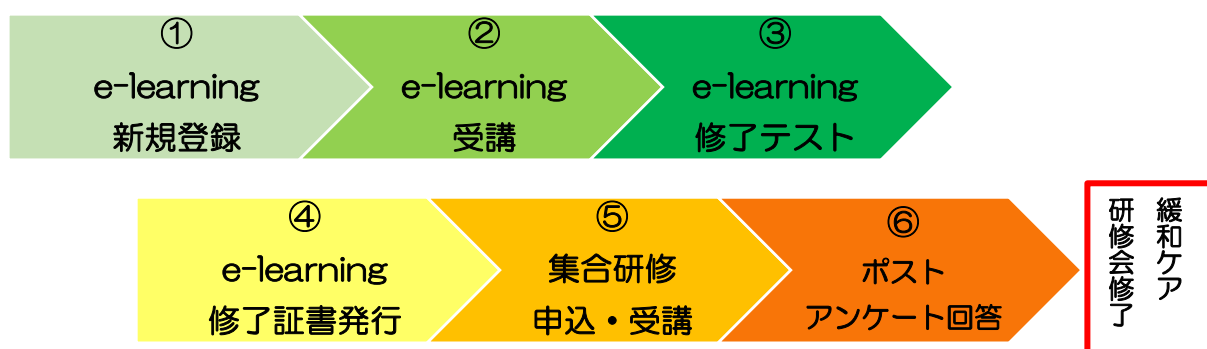 ①
e-learning
新規登録
②
e-learning
受講
③
e-learning
修了テスト
④
e-learning
修了証書発行
⑤
集合研修
申込・受講
⑥
ポスト
アンケート回答
緩和ケア
研修会修了